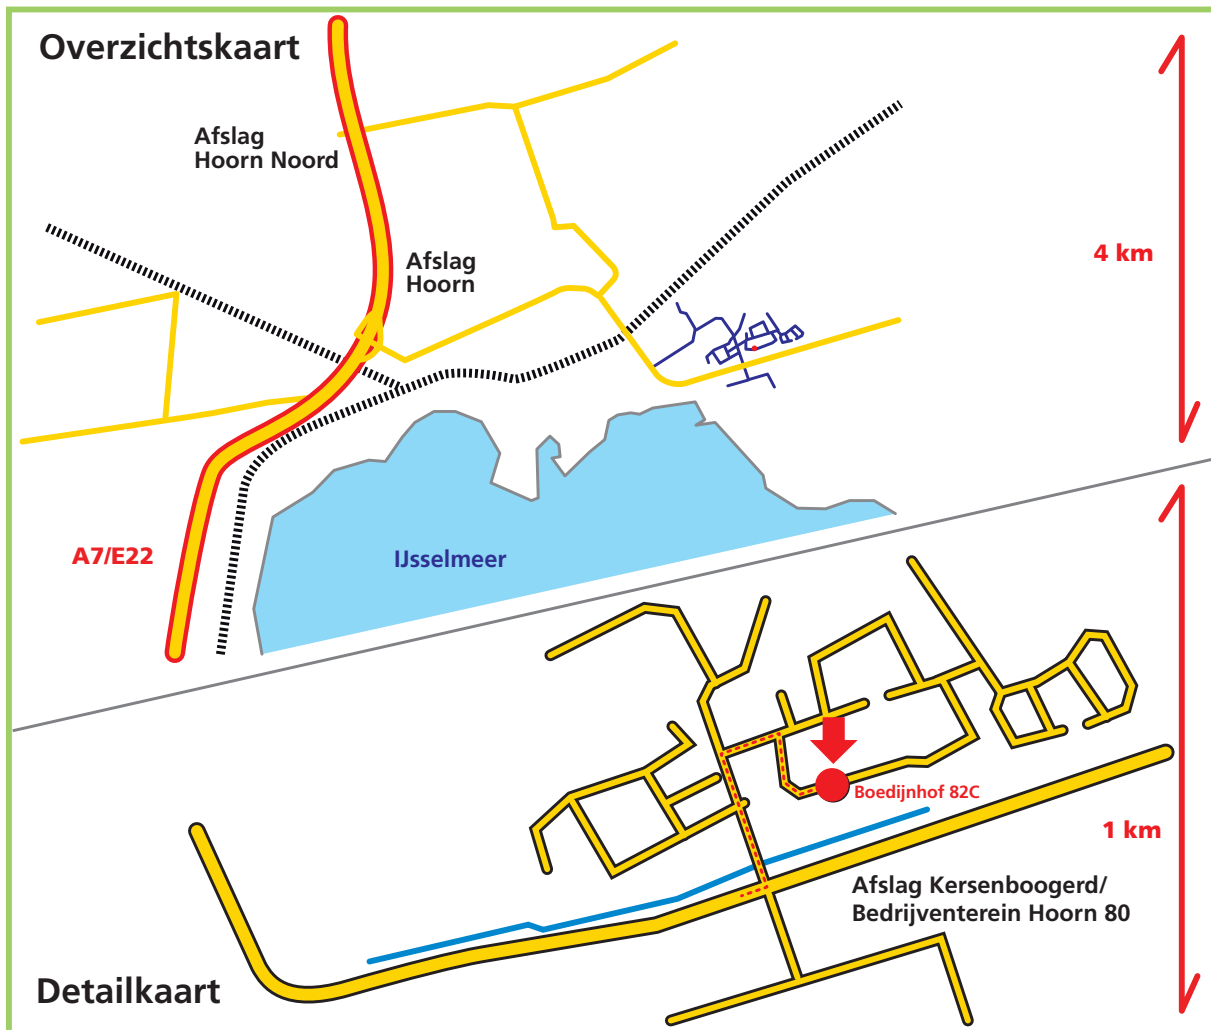 Overzichtskaart
Afslag
Hoorn Noord
Afslag
Hoorn
4 km
A7/E22
IJsselmeer
Boedijnhof 82C
1 km
Afslag Kersenboogerd/
Bedrijventerein Hoorn 80
Detailkaart